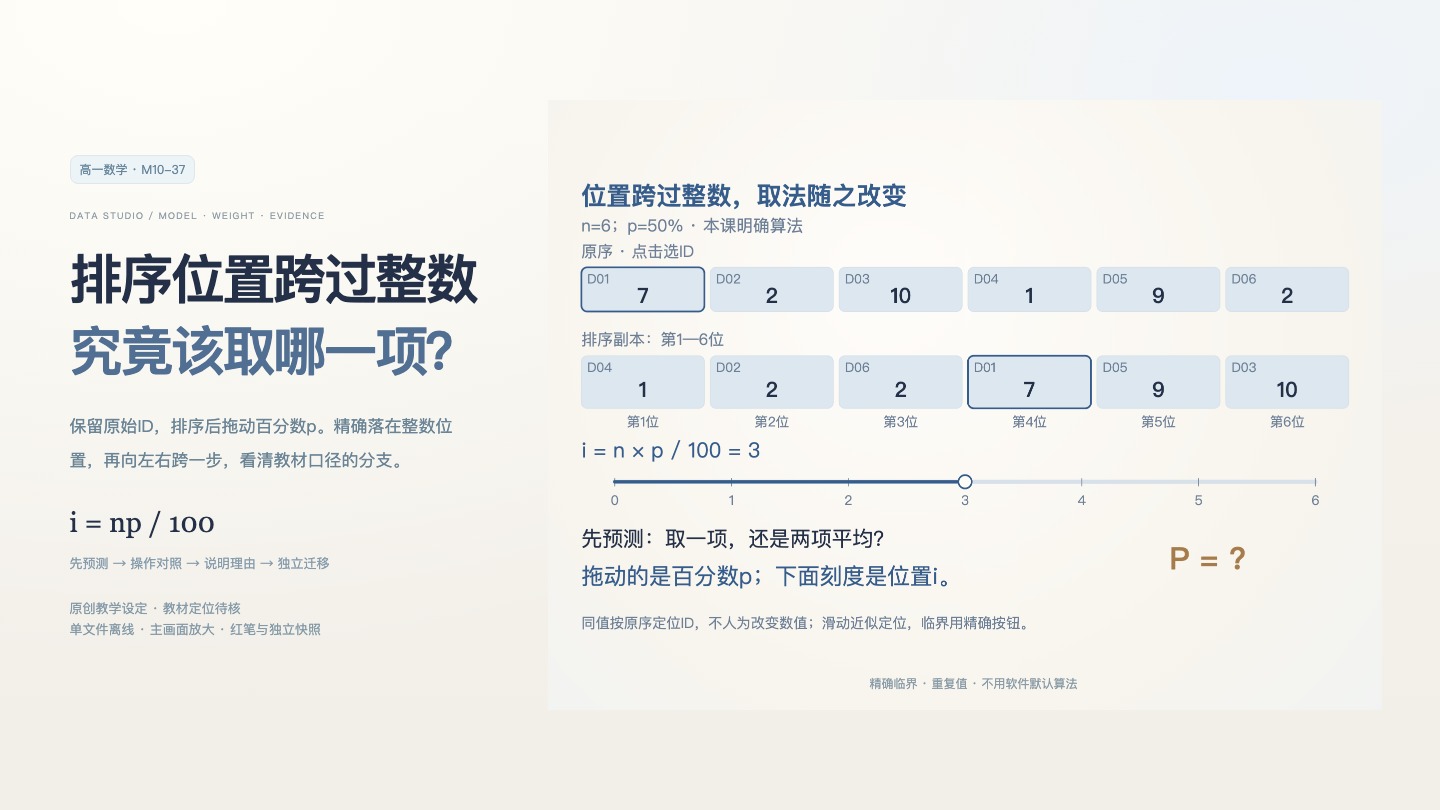 高一数学 · M10–37
DATA STUDIO / MODEL · WEIGHT · EVIDENCE
排序位置跨过整数
究竟该取哪一项?
保留原始ID，排序后拖动百分数p。精确落在整数位
置，再向左右跨一步，看清教材口径的分支。
i = np / 100
先预测 → 操作对照 → 说明理由 → 独立迁移
原创教学设定 · 教材定位待核
单文件离线 · 主画面放大 · 红笔与独立快照
位置跨过整数，取法随之改变
n=6；p=50% · 本课明确算法
原序 · 点击选ID
D01 D02 D03 D04 D05 D06
7 2 10 1 9 2
排序副本：第1—6位
D04 D02 D06 D01 D05 D03
1 2 2 7 9 10
第1位 第2位 第3位 第4位 第5位 第6位
i = n × p / 100 = 3
0 1 2 3 4 5 6
先预测：取一项，还是两项平均?
P = ?
拖动的是百分数p；下面刻度是位置i。
同值按原序定位ID，不人为改变数值；滑动近似定位，临界用精确按钮。
精确临界 · 重复值 · 不用软件默认算法